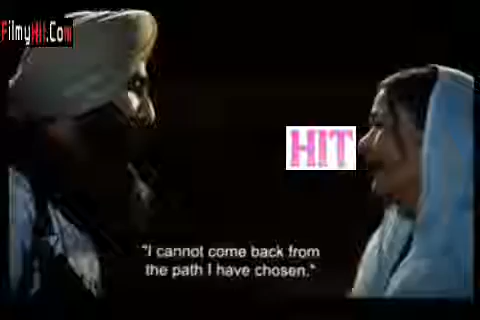 FilmyHit.Com
HIT
"I cannot come back from
the path I have chosen."